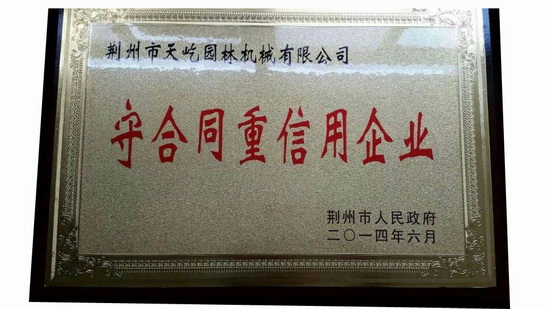 荆州市天屹园林机械有限公司
守合同重信用企业
荆州市人民政府
二〇一四年六月